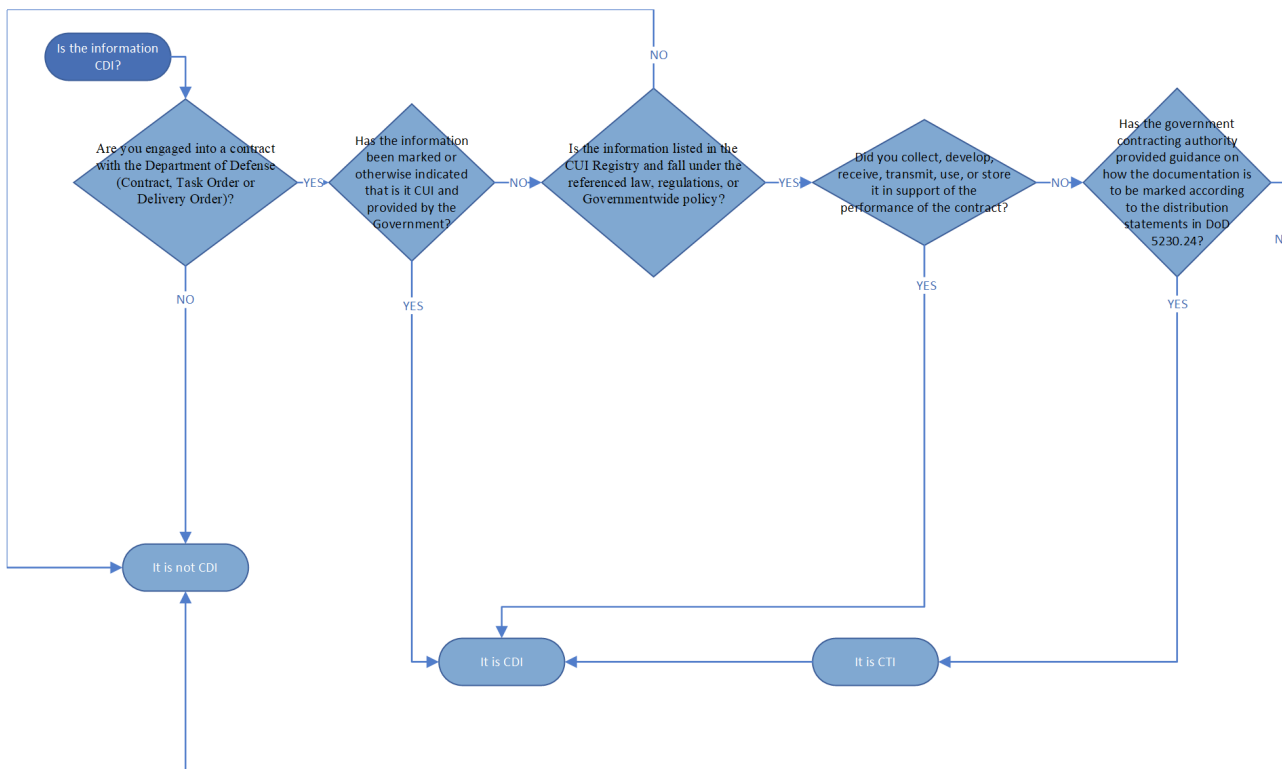 Is the information
CDI?
NO
Are you engaged into a contract
with the Department of Defense
(Contract, Task Order or
Delivery Order)?
YES
Has the information
been marked or
otherwise indicated
that is it CUI and
provided by the
Government?
NO
Is the information listed in the
CUI Registry and fall under the
referenced law, regulations, or
Governmentwide policy?
YES
Did you collect, develop,
receive, transmit, use, or store
it in support of the
performance of the contract?
NO
Has the government
contracting authority
provided guidance on
how the documentation is
to be marked according
to the distribution
statements in DoD
5230.24?
NO
YES
YES
YES
It is not CDI
It is CDI
It is CTI